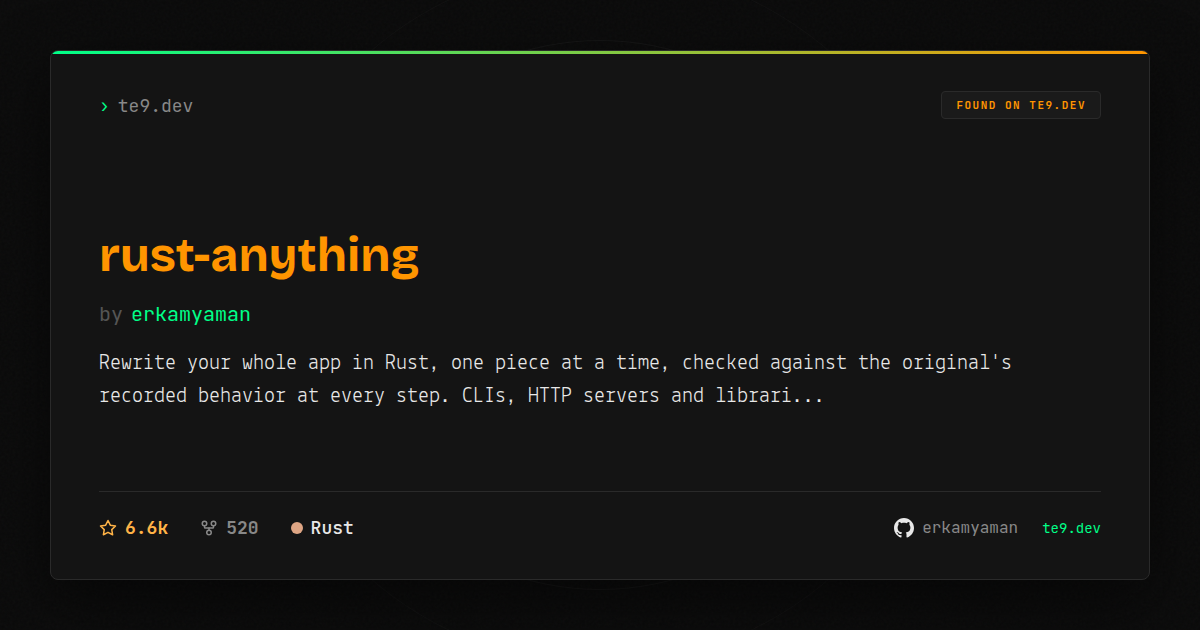 › te9.dev
FOUND ON TE9.DEV
rust-anything
by erkamyaman
Rewrite your whole app in Rust, one piece at a time, checked against the original's
recorded behavior at every step. CLIs, HTTP servers and librari...
6.6k 520 Rust
erkamyaman te9.dev